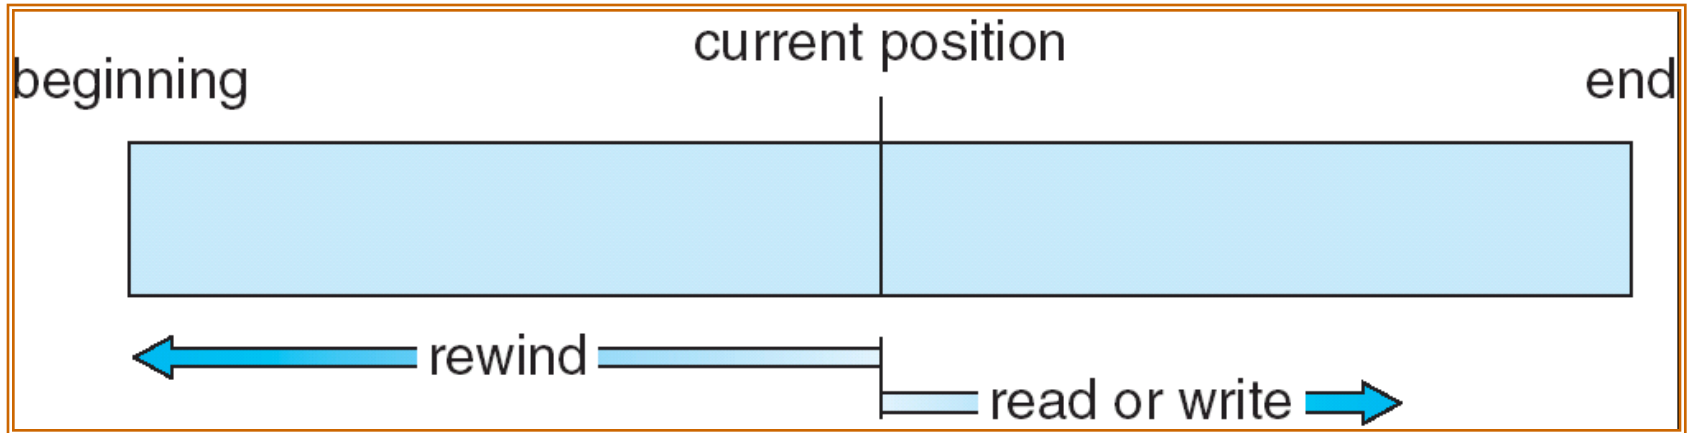 current position
beginning
end
rewind
read or write